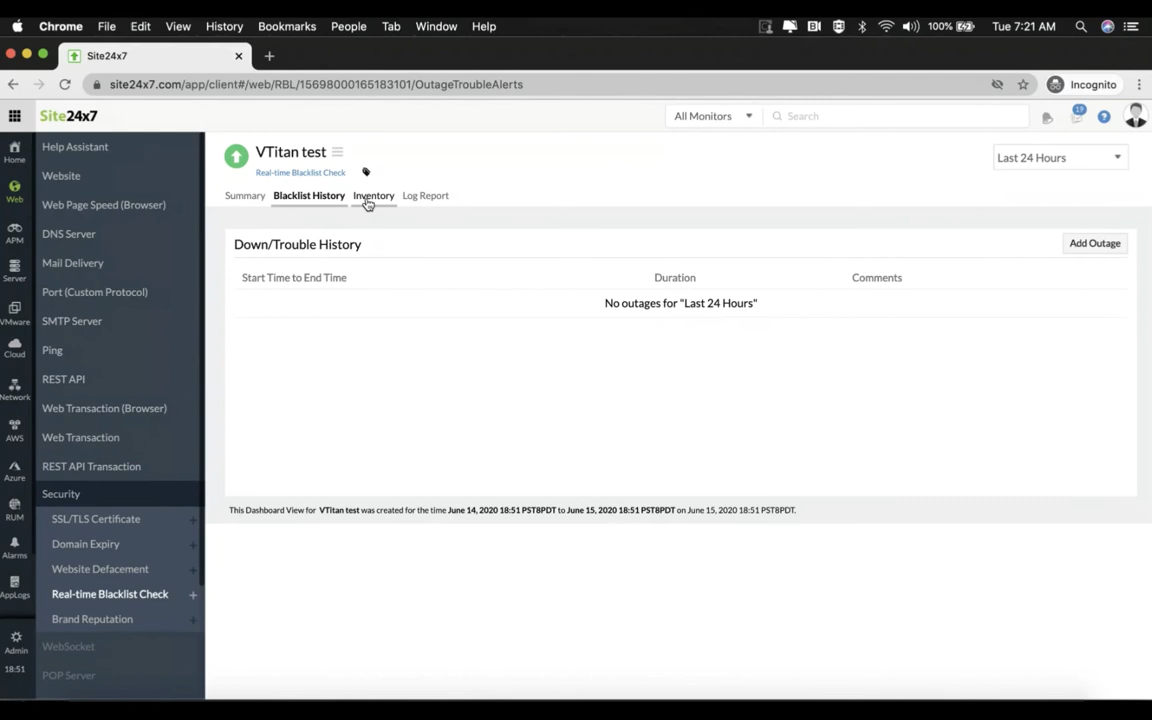 Chrome File Edit View History Bookmarks People Tab Window Help 100% Tue 7:21 AM
Site24x7
site24x7.com/app/client#/web/RBL/15698000165183101/OutageTroubleAlerts Incognito
Site24x7 All Monitors Search 19
Home
Web
APM
Server
VMware
Cloud
Network
AWS
Azure
RUM
Alarms
AppLogs
Admin
18:51
Help Assistant
Website
Web Page Speed (Browser)
DNS Server
Mail Delivery
Port (Custom Protocol)
SMTP Server
Ping
REST API
Web Transaction (Browser)
Web Transaction
REST API Transaction
Security
SSL/TLS Certificate +
Domain Expiry +
Website Defacement +
Real-time Blacklist Check +
Brand Reputation +
WebSocket
POP Server
VTitan test
Real-time Blacklist Check
Last 24 Hours
Summary Blacklist History Inventory Log Report
Down/Trouble History Add Outage
Start Time to End Time Duration Comments
No outages for "Last 24 Hours"
This Dashboard View for VTitan test was created for the time June 14, 2020 18:51 PST8PDT to June 15, 2020 18:51 PST8PDT on June 15, 2020 18:51 PST8PDT.